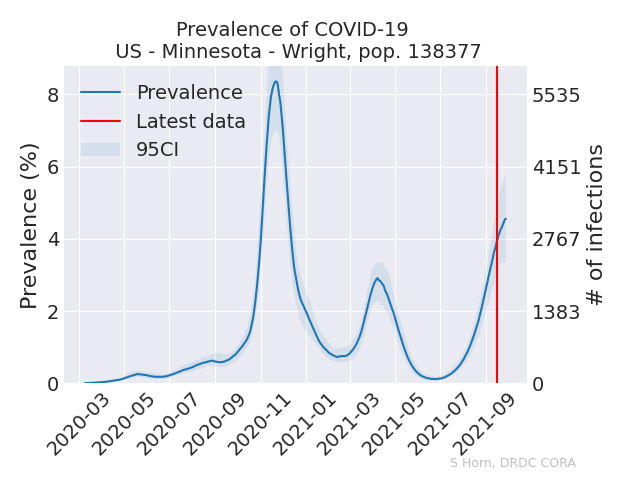 Prevalence of COVID-19
US - Minnesota - Wright, pop. 138377
Prevalence
Latest data
95CI
Prevalence (%)
8
6
4
2
0
5535
4151
2767
1383
0
# of infections
2020-03
2020-05
2020-07
2020-09
2020-11
2021-01
2021-03
2021-05
2021-07
2021-09
S Horn, DRDC CORA